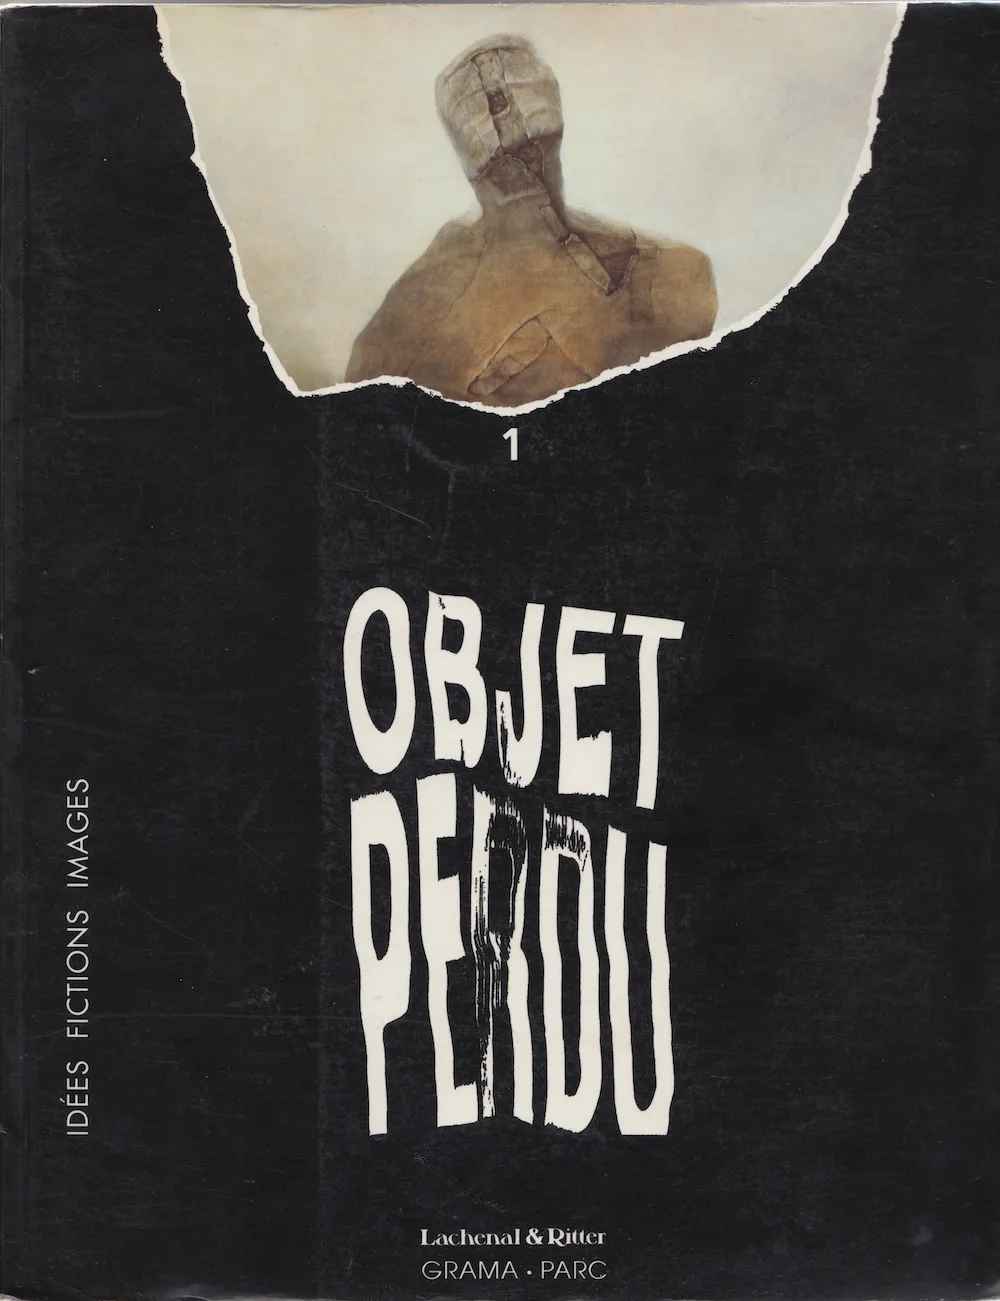 1
OBJET
PERDU
IDÉES FICTIONS IMAGES
Lachenal & Ritter
GRAMA • PARC